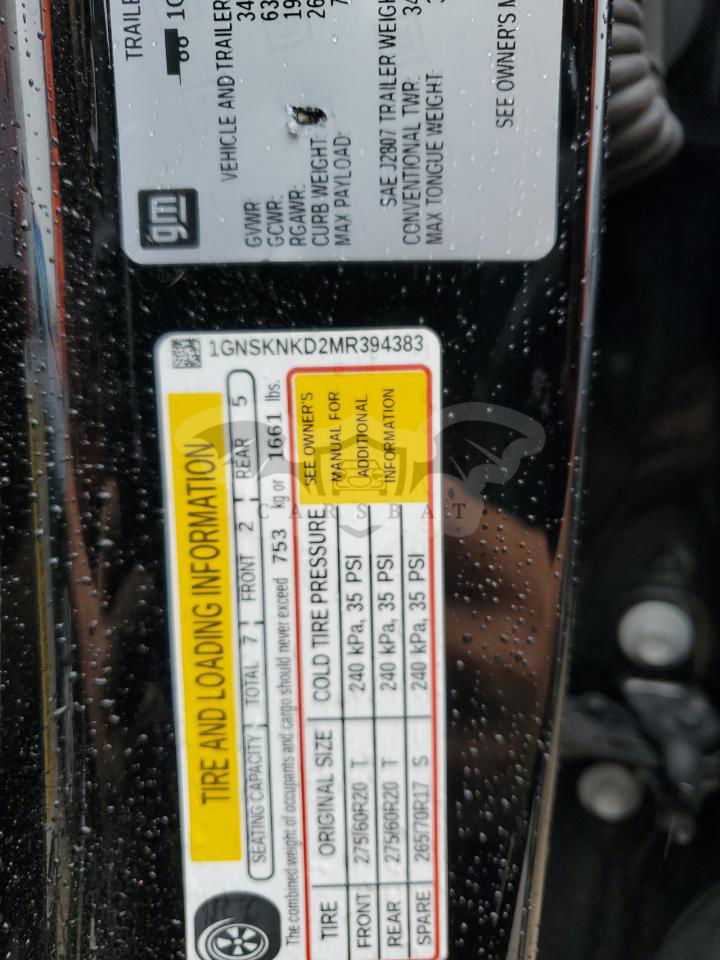 TRAILE
VEHICLE AND TRAILER
gm
GVWR:
GCWR:
RGAWR:
CURB WEIGHT:
MAX PAYLOAD:
SAE J2807 TRAILER WEIGH
CONVENTIONAL TWR:
MAX TONGUE WEIGHT:
SEE OWNER'S M
1GNSKNKD2MR394383
TIRE AND LOADING INFORMATION
SEATING CAPACITY TOTAL 7 FRONT 2 REAR 5
The combined weight of occupants and cargo should never exceed 753 kg or 1661 lbs.
TIRE ORIGINAL SIZE COLD TIRE PRESSURE
FRONT 275/60R20 T 240 kPa, 35 PSI
REAR 275/60R20 T 240 kPa, 35 PSI
SPARE 265/70R17 S 240 kPa, 35 PSI
SEE OWNER'S
MANUAL FOR
ADDITIONAL
INFORMATION
CARSBAT